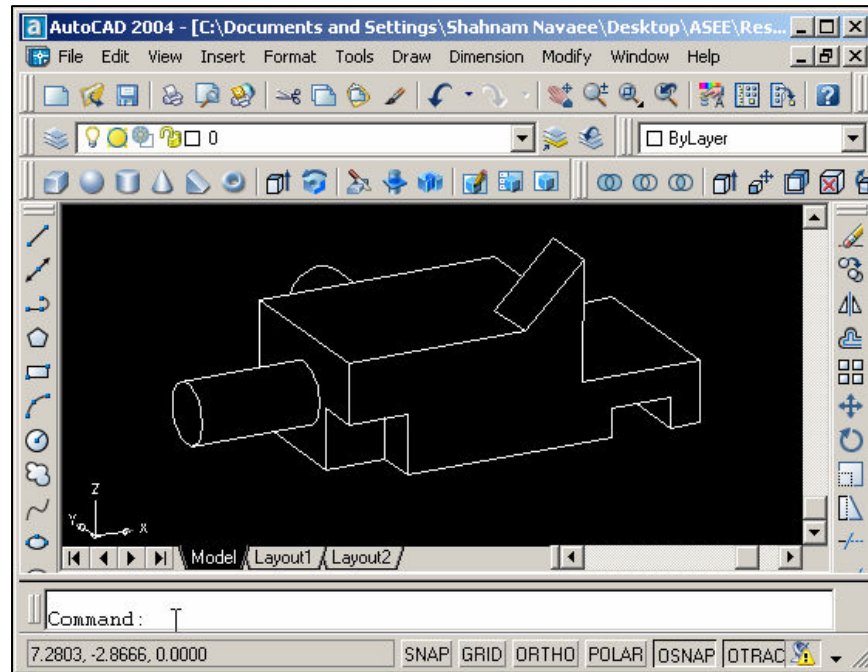 AutoCAD 2004 - [C:\Documents and Settings\Shahnam Navaee\Desktop\ASEE\Res...
File Edit View Insert Format Tools Draw Dimension Modify Window Help
0 ByLayer
Z
Y X
Model Layout1 Layout2
Command:
7.2803, -2.8666, 0.0000 SNAP GRID ORTHO POLAR OSNAP OTRAC